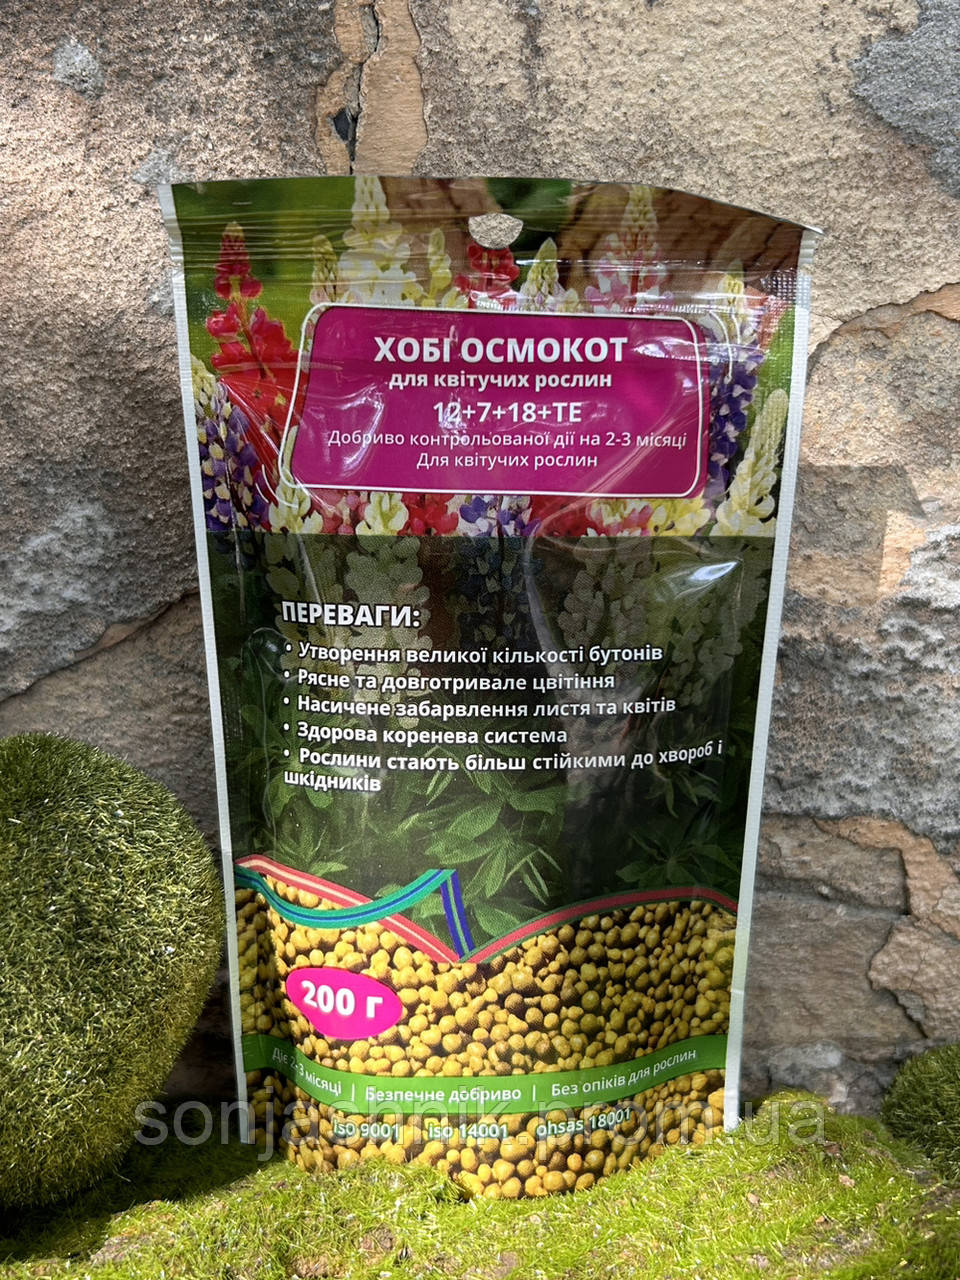 ХОБІ ОСМОКОТ
для квітучих рослин
12+7+18+ТЕ
Добриво контрольованої дії на 2-3 місяці
Для квітучих рослин
ПЕРЕВАГИ:
• Утворення великої кількості бутонів
• Рясне та довготривале цвітіння
• Насичене забарвлення листя та квітів
• Здорова коренева система
• Рослини стають більш стійкими до хвороб і
шкідників
200 г
Діє 2-3 місяці | Безпечне добриво | Без опіків для рослин
iso 9001 iso 14001 ohsas 18001
sonjashnik.prom.ua